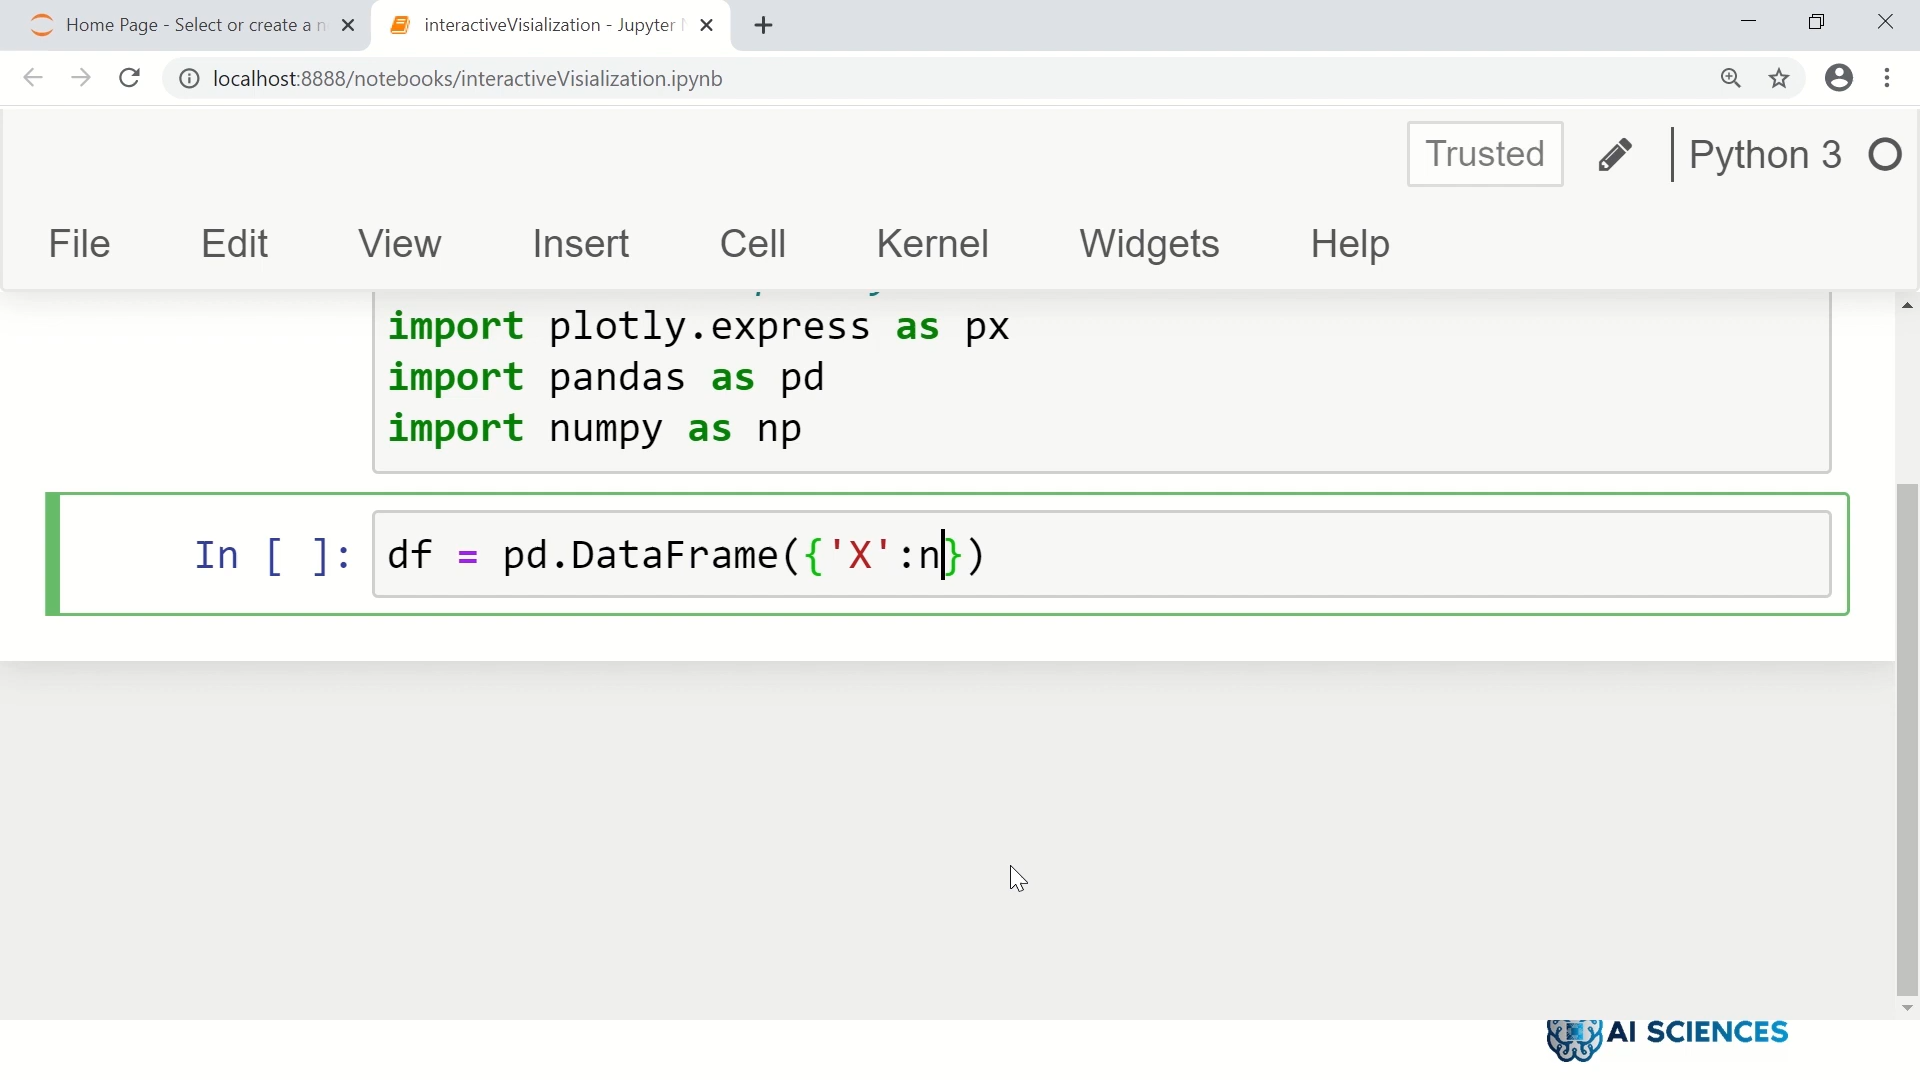 Home Page - Select or create a n
interactiveVisialization - Jupyter
localhost:8888/notebooks/interactiveVisialization.ipynb
Trusted
Python 3
File Edit View Insert Cell Kernel Widgets Help
import plotly.express as px
import pandas as pd
import numpy as np
In [ ]: df = pd.DataFrame({'X':n})
AI SCIENCES